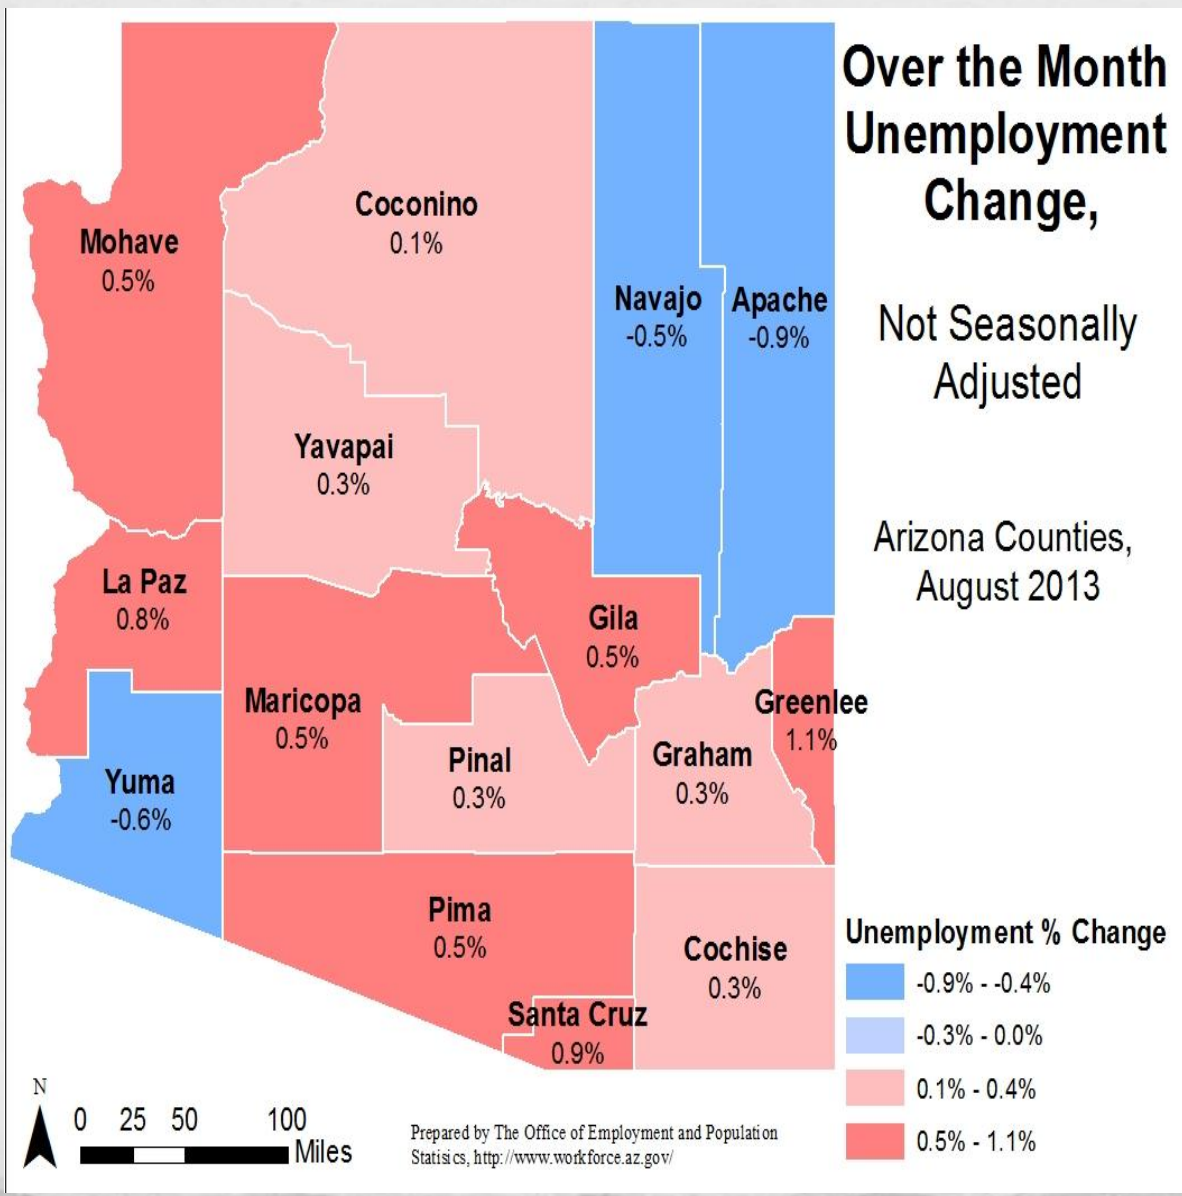 Over the Month
Unemployment
Change,
Not Seasonally
Adjusted
Arizona Counties,
August 2013
Coconino
0.1%
Mohave
0.5%
Navajo
-0.5%
Apache
-0.9%
Yavapai
0.3%
La Paz
0.8%
Gila
0.5%
Maricopa
0.5%
Greenlee
1.1%
Pinal
0.3%
Graham
0.3%
Yuma
-0.6%
Pima
0.5%
Cochise
0.3%
Santa Cruz
0.9%
Unemployment % Change
-0.9% - -0.4%
-0.3% - 0.0%
0.1% - 0.4%
0.5% - 1.1%
N
0 25 50 100
Miles
Prepared by The Office of Employment and Population
Statisics, http://www.workforce.az.gov/